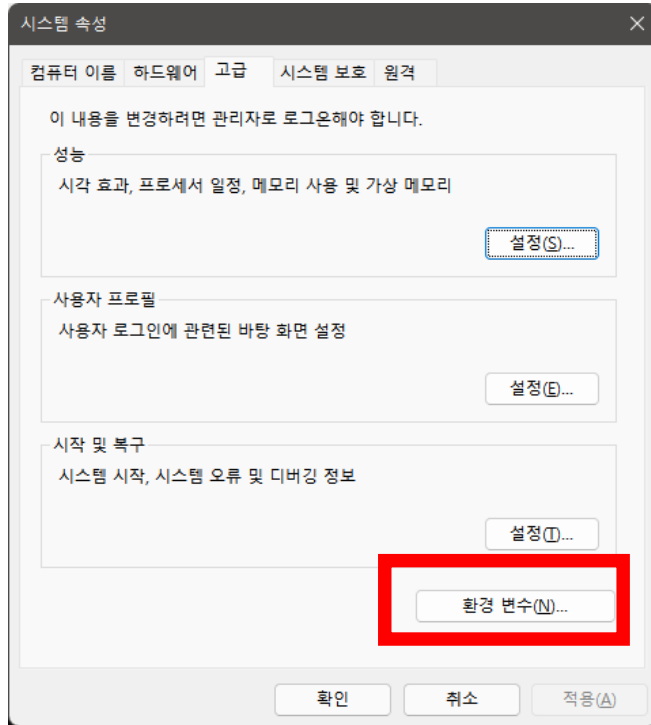 시스템 속성
컴퓨터 이름 하드웨어 고급 시스템 보호 원격
이 내용을 변경하려면 관리자로 로그온해야 합니다.
성능
시각 효과, 프로세서 일정, 메모리 사용 및 가상 메모리
설정(S)...
사용자 프로필
사용자 로그인에 관련된 바탕 화면 설정
설정(E)...
시작 및 복구
시스템 시작, 시스템 오류 및 디버깅 정보
설정(T)...
환경 변수(N)...
확인 취소 적용(A)